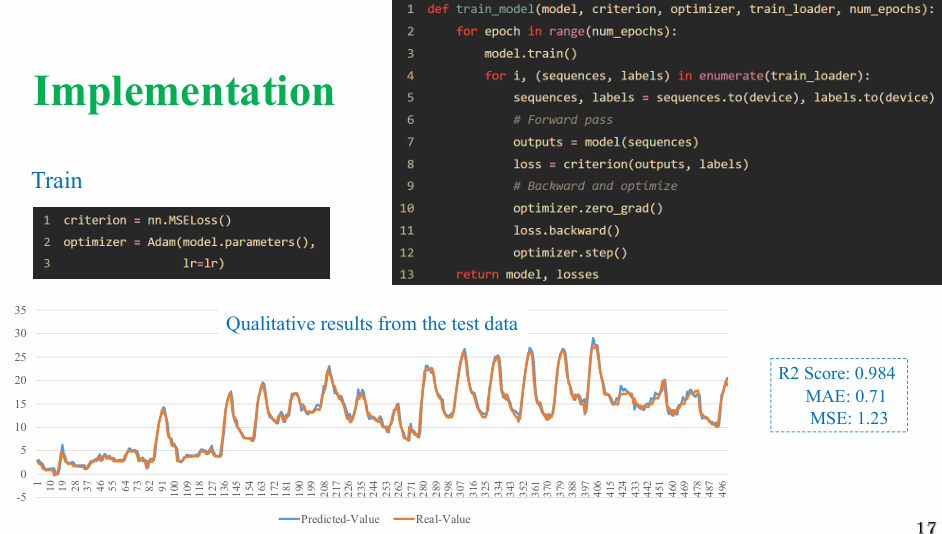 Implementation
Train
1 criterion = nn.MSELoss()
2 optimizer = Adam(model.parameters(),
3 lr=lr)
1 def train_model(model, criterion, optimizer, train_loader, num_epochs):
2 for epoch in range(num_epochs):
3 model.train()
4 for i, (sequences, labels) in enumerate(train_loader):
5 sequences, labels = sequences.to(device), labels.to(device)
6 # Forward pass
7 outputs = model(sequences)
8 loss = criterion(outputs, labels)
9 # Backward and optimize
10 optimizer.zero_grad()
11 loss.backward()
12 optimizer.step()
13 return model, losses
Qualitative results from the test data
35
30
25
20
15
10
5
0
-5
1 10 19 28 37 46 55 64 73 82 91 100 109 118 127 136 145 154 163 172 181 190 199 208 217 226 235 244 253 262 271 280 289 298 307 316 325 334 343 352 361 370 379 388 397 406 415 424 433 442 451 460 469 478 487 496
Predicted-Value Real-Value
R2 Score: 0.984
MAE: 0.71
MSE: 1.23
17